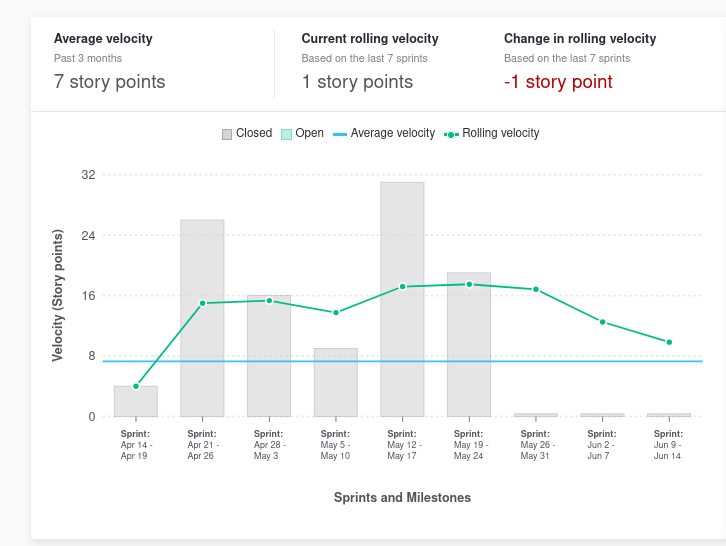 Average velocity
Past 3 months
7 story points
Current rolling velocity
Based on the last 7 sprints
1 story points
Change in rolling velocity
Based on the last 7 sprints
-1 story point
Closed Open Average velocity Rolling velocity
Velocity (Story points)
32
24
16
8
0
Sprint:
Apr 14 -
Apr 19
Sprint:
Apr 21 -
Apr 26
Sprint:
Apr 28 -
May 3
Sprint:
May 5 -
May 10
Sprint:
May 12 -
May 17
Sprint:
May 19 -
May 24
Sprint:
May 26 -
May 31
Sprint:
Jun 2 -
Jun 7
Sprint:
Jun 9 -
Jun 14
Sprints and Milestones